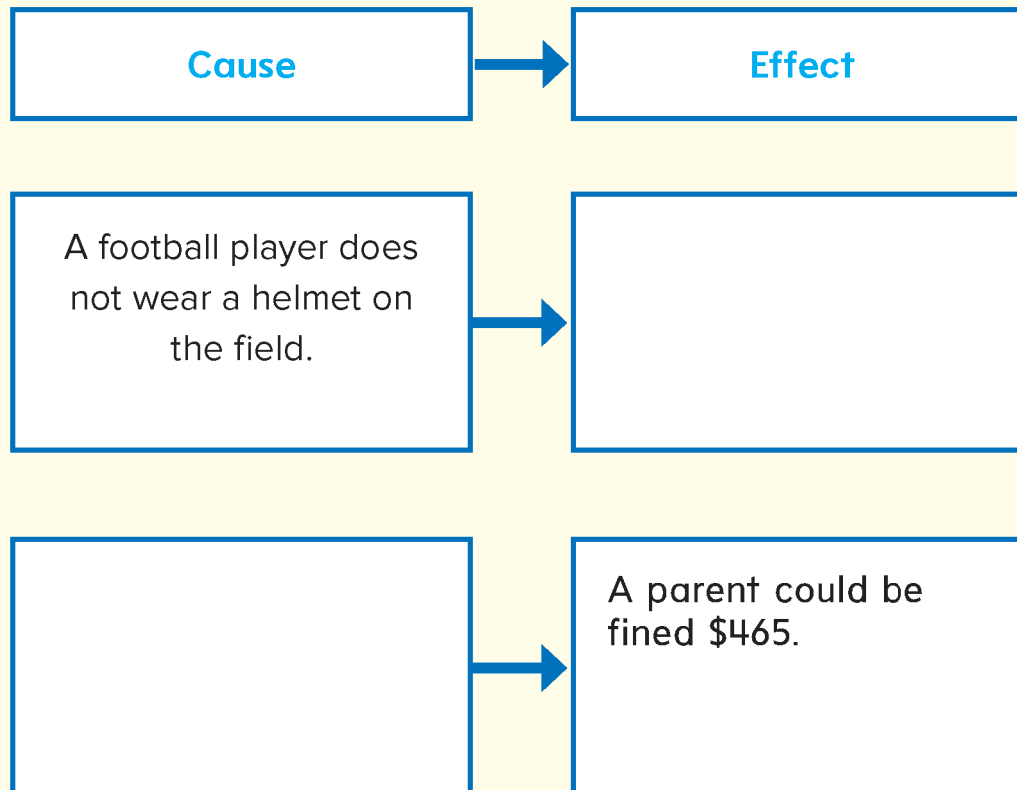 Cause
Effect
A football player does
not wear a helmet on
the field.
A parent could be
fined $465.